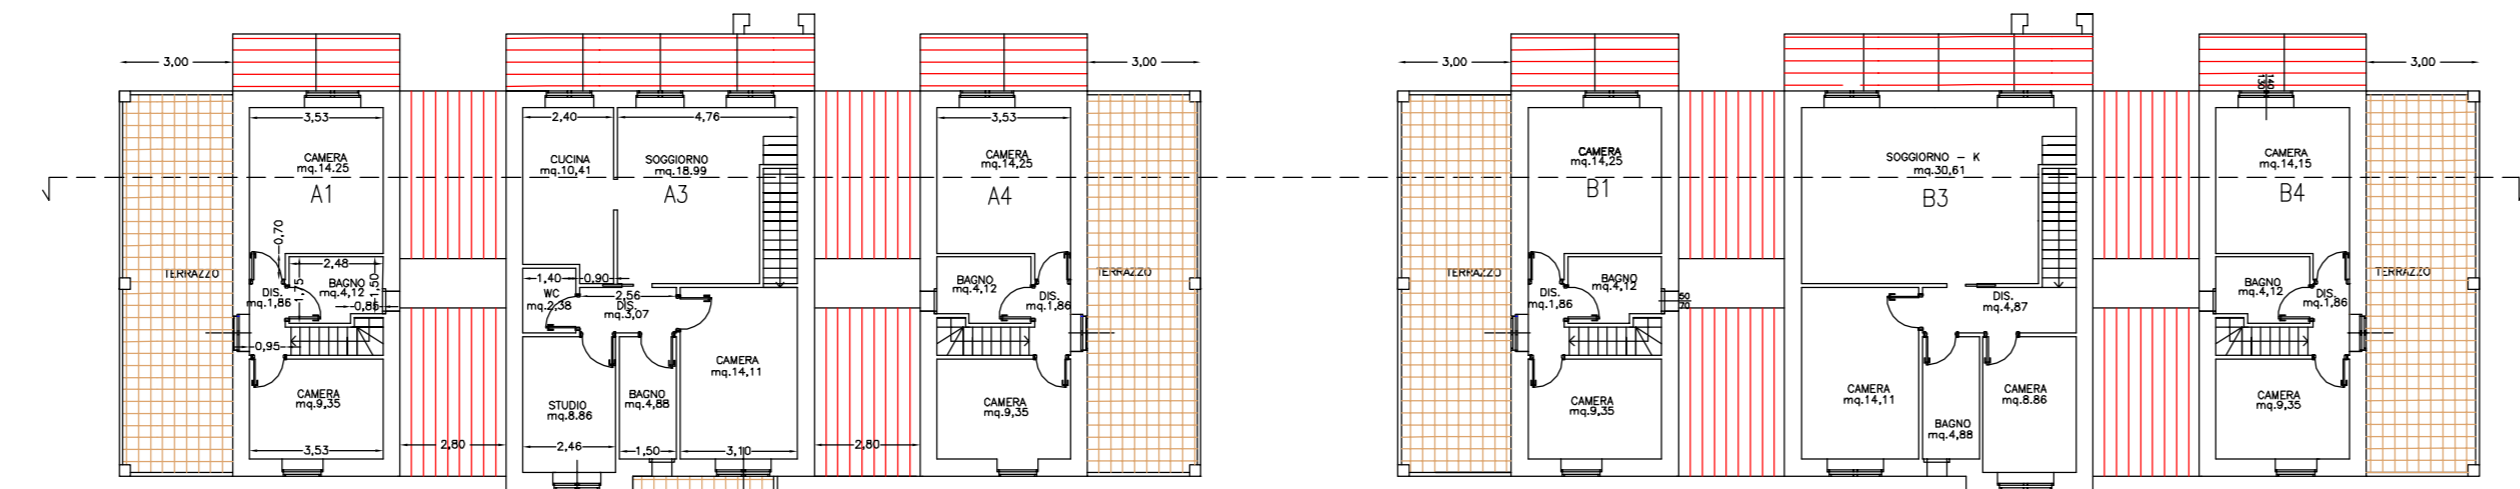 3,00
3,53
CAMERA
mq.14.25
A1
0,70
TERRAZZO
2,48
BAGNO
mq.4,12
1,75
1,50
0,86
DIS.
mq.1,86
0,95
CAMERA
mq.9,35
3,53
2,80
2,40
4,76
CUCINA
mq.10,41
SOGGIORNO
mq.18.99
A3
1,40
0,90
WC
mq.2,38
2,56
DIS.
mq.3,07
CAMERA
mq.14,11
STUDIO
mq.8.86
BAGNO
mq.4,88
2,46
1,50
3,10
2,80
3,00
3,53
CAMERA
mq.14,25
A4
BAGNO
mq.4,12
DIS.
mq.1,86
TERRAZZO
CAMERA
mq.9,35
3,00
CAMERA
mq.14,25
B1
TERRAZZO
BAGNO
mq.4,12
DIS.
mq.1,86
50
70
CAMERA
mq.9,35
SOGGIORNO - K
mq.30,61
B3
DIS.
mq.4,87
CAMERA
mq.14,11
BAGNO
mq.4,88
CAMERA
mq.8.86
3,00
CAMERA
mq.14,15
B4
BAGNO
mq.4,12
DIS.
mq.1,86
TERRAZZO
CAMERA
mq.9,35